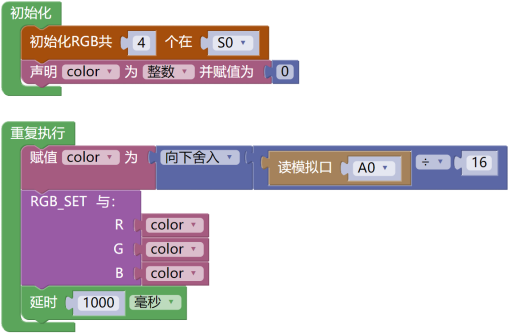 初始化
初始化RGB共 4 个在 S0
声明 color 为 整数 并赋值为 0
重复执行
赋值 color 为 向下舍入 读模拟口 A0 ÷ 16
RGB_SET 与:
R color
G color
B color
延时 1000 毫秒